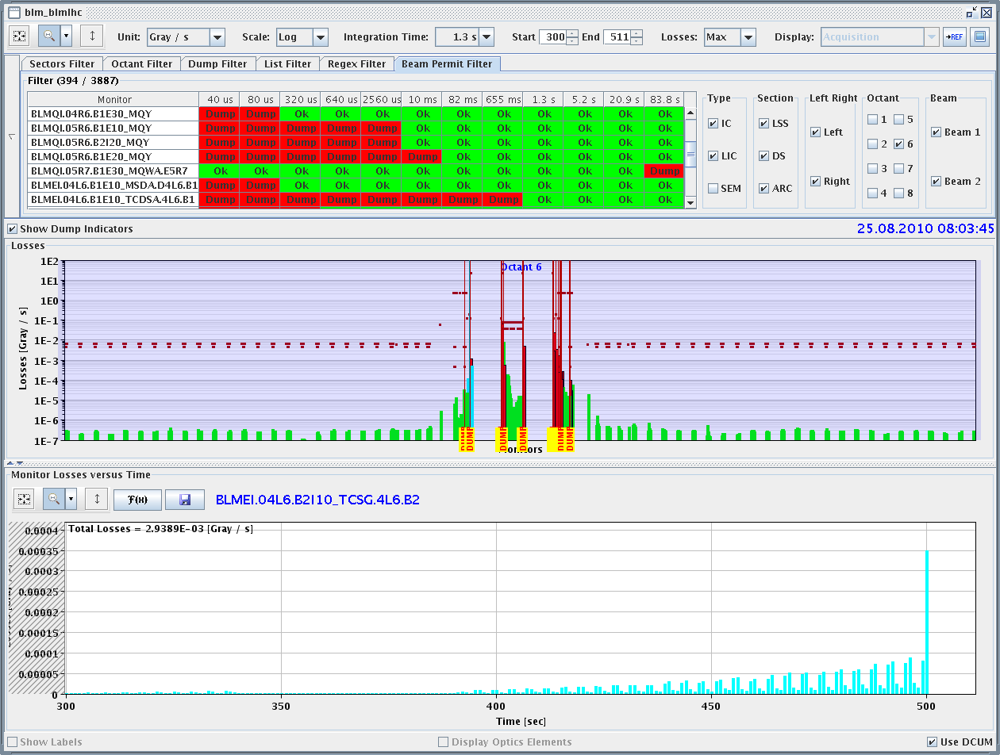 blm_blmlhc
Unit: Gray / s Scale: Log Integration Time: 1.3 s Start 300 End 511 Losses: Max Display: Acquisition →REF
Sectors Filter Octant Filter Dump Filter List Filter Regex Filter Beam Permit Filter
Filter (394 / 3887)
Monitor 40 us 80 us 320 us 640 us 2560 us 10 ms 82 ms 655 ms 1.3 s 5.2 s 20.9 s 83.8 s
BLMQI.04R6.B1E30_MQY Dump Dump Ok Ok Ok Ok Ok Ok Ok Ok Ok Ok
BLMQI.05R6.B1E10_MQY Dump Dump Dump Dump Dump Ok Ok Ok Ok Ok Ok Ok
BLMQI.05R6.B2I20_MQY Dump Dump Dump Dump Dump Ok Ok Ok Ok Ok Ok Ok
BLMQI.05R6.B1E20_MQY Dump Dump Dump Dump Dump Dump Ok Ok Ok Ok Ok Ok
BLMQI.05R7.B1E30_MQWA.E5R7 Ok Ok Ok Ok Ok Ok Ok Ok Ok Ok Ok Dump
BLMEI.04L6.B1E10_MSDA.D4L6.B1 Dump Dump Ok Ok Ok Ok Ok Ok Ok Ok Ok Ok
BLMEI.04L6.B1E10_TCDSA.4L6.B1 Dump Dump Dump Dump Dump Dump Dump Dump Ok Ok Ok Ok
Type Section Left Right Octant Beam
IC LSS Left 1 5 Beam 1
LIC DS 2 6
SEM ARC Right 3 7 Beam 2
4 8
Show Dump Indicators 25.08.2010 08:03:45
Losses
Octant 6
Losses [Gray / s]
1E2
1E1
1E0
1E-1
1E-2
1E-3
1E-4
1E-5
1E-6
1E-7
DUMP DUMP DUMP DUMP DUMP DUMP
Monitors
Monitor Losses versus Time
F(x) BLMEI.04L6.B2I10_TCSG.4L6.B2
Total Losses = 2.9389E-03 [Gray / s]
0.0004
0.00035
0.0003
0.00025
0.0002
0.00015
0.0001
0.00005
0
300 350 400 450 500
Time [sec]
Show Labels Display Optics Elements Use DCUM